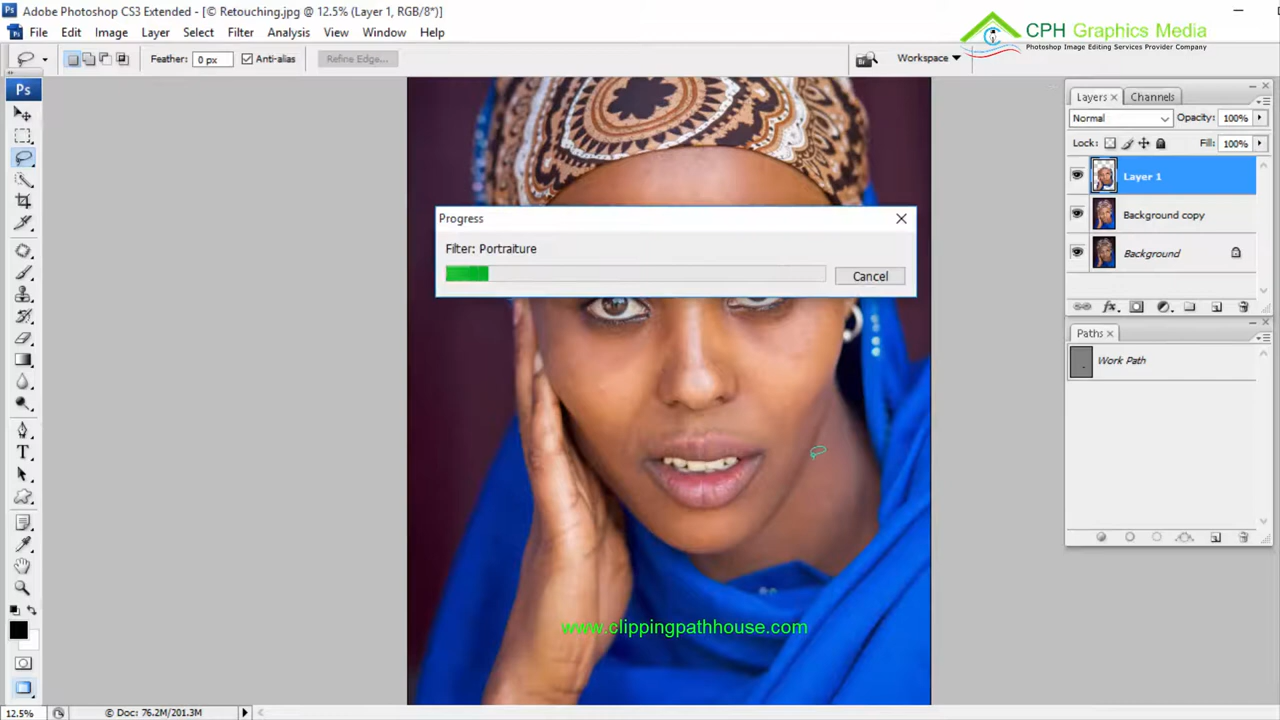 Adobe Photoshop CS3 Extended - [© Retouching.jpg @ 12.5% (Layer 1, RGB/8*)]
File Edit Image Layer Select Filter Analysis View Window Help
CPH Graphics Media
Photoshop Image Editing Services Provider Company
Feather: 0 px Anti-alias Refine Edge... Workspace
Ps
Layers Channels
Normal Opacity: 100%
Lock: Fill: 100%
Layer 1
Background copy
Background
Progress
Filter: Portraiture
Cancel
Paths
Work Path
T
www.clippingpathhouse.com
12.5% Doc: 76.2M/201.3M